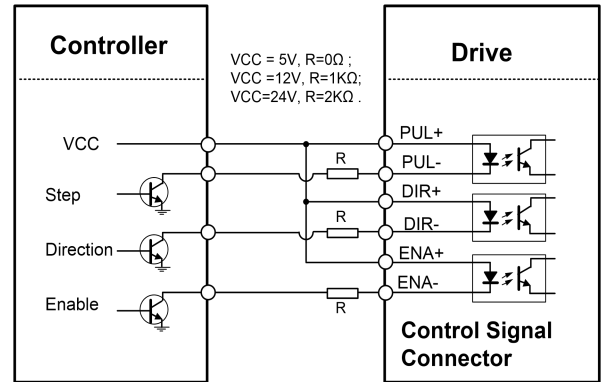 Controller
VCC = 5V, R=0Ω ;
VCC =12V, R=1KΩ;
VCC=24V, R=2KΩ .
Drive
VCC
Step
Direction
Enable
R
R
R
PUL+
PUL-
DIR+
DIR-
ENA+
ENA-
Control Signal
Connector